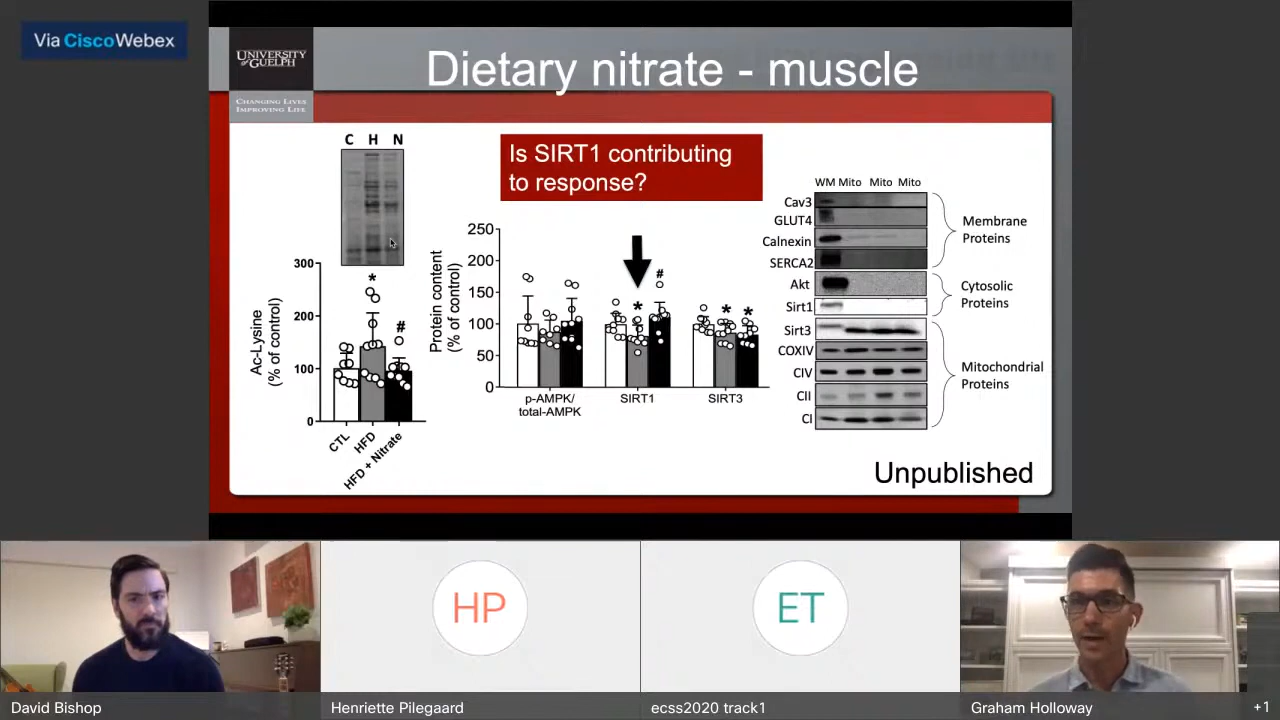 Via CiscoWebex
UNIVERSITY
OF GUELPH
CHANGING LIVES
IMPROVING LIFE
Dietary nitrate - muscle
C H N
Ac-Lysine
(% of control)
300
200
100
0
*
#
CTL
HFD
HFD + Nitrate
Is SIRT1 contributing
to response?
Protein content
(% of control)
250
200
150
100
50
0
*
#
*
*
p-AMPK/
total-AMPK
SIRT1
SIRT3
WM Mito Mito Mito
Cav3
GLUT4
Calnexin
SERCA2
Akt
Sirt1
Sirt3
COXIV
CIV
CII
CI
Membrane
Proteins
Cytosolic
Proteins
Mitochondrial
Proteins
Unpublished
HP
ET
David Bishop
Henriette Pilegaard
ecss2020 track1
Graham Holloway
+1